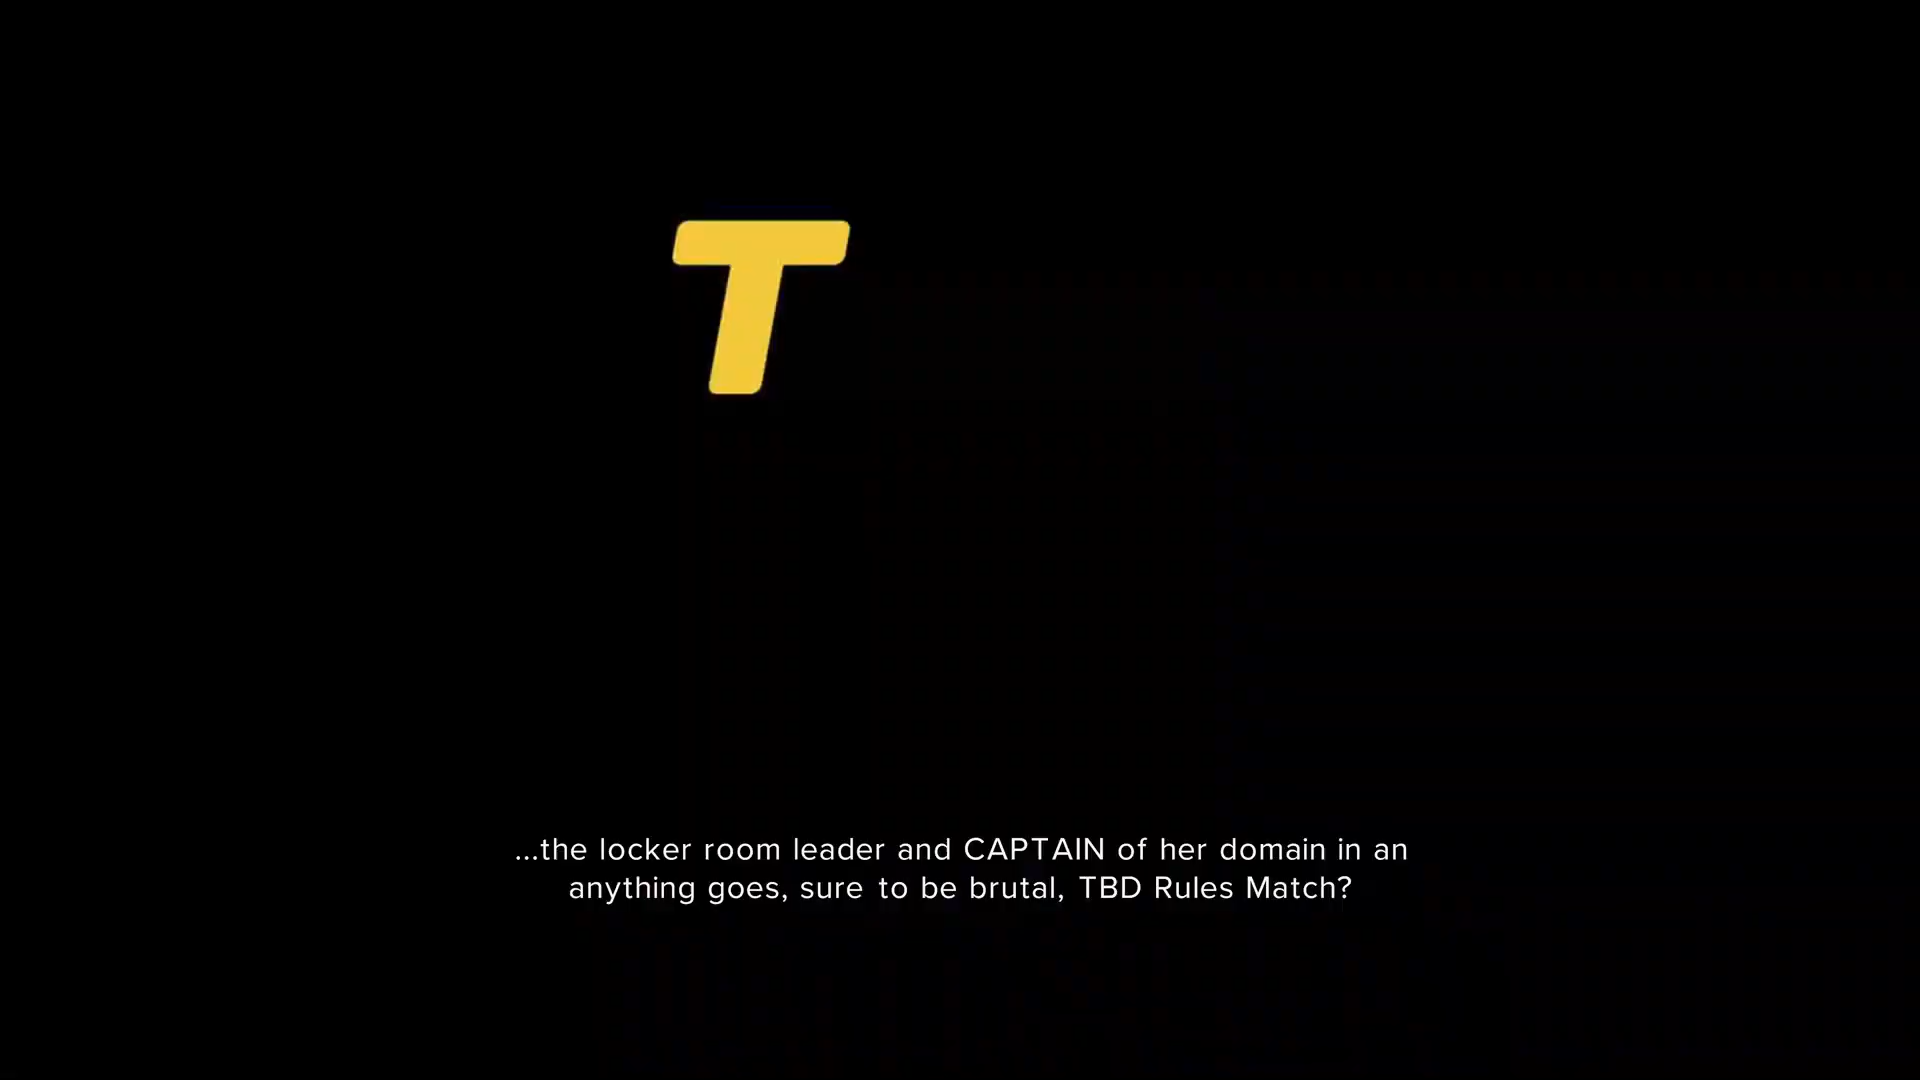 T
...the locker room leader and CAPTAIN of her domain in an
anything goes, sure to be brutal, TBD Rules Match?